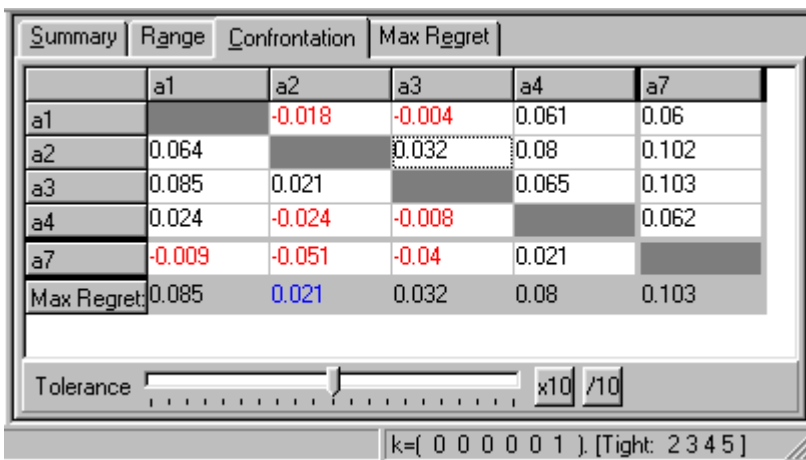 Summary Range Confrontation Max Regret
a1 a2 a3 a4 a7
a1 -0.018 -0.004 0.061 0.06
a2 0.064 0.032 0.08 0.102
a3 0.085 0.021 0.065 0.103
a4 0.024 -0.024 -0.008 0.062
a7 -0.009 -0.051 -0.04 0.021
Max Regret: 0.085 0.021 0.032 0.08 0.103
Tolerance x10 /10
k=( 0 0 0 0 0 1 ). [Tight: 2 3 4 5 ]